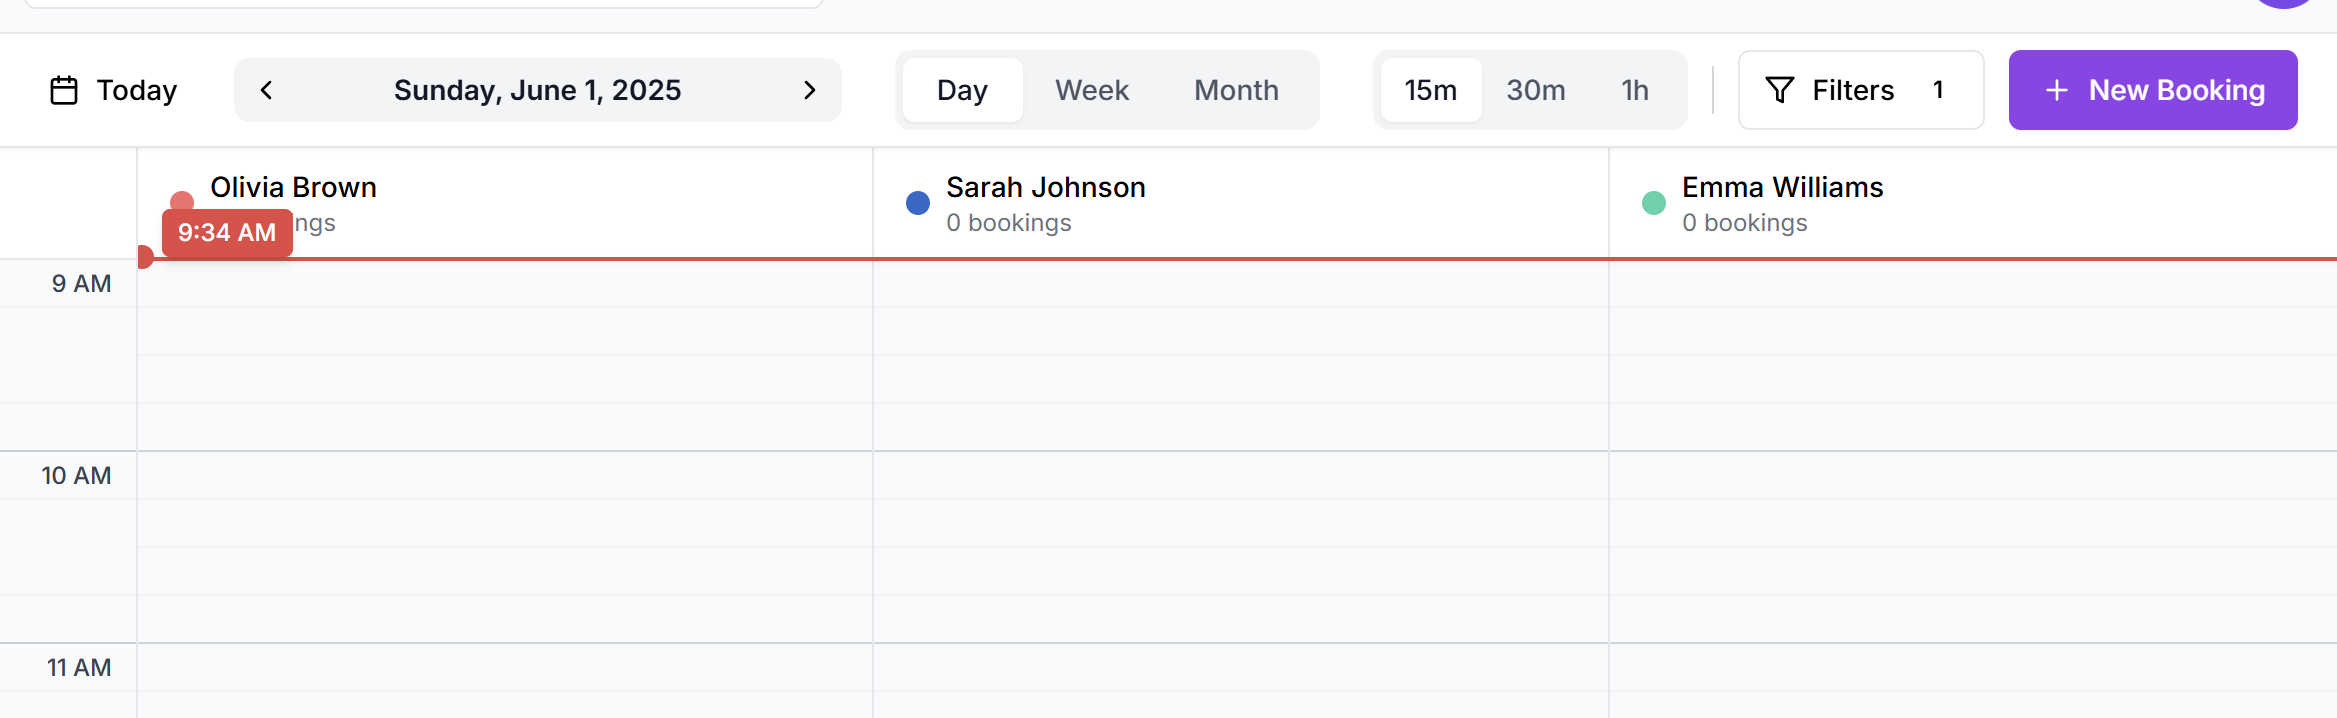 Today
Sunday, June 1, 2025
Day Week Month
15m 30m 1h
Filters 1
+ New Booking
Olivia Brown
ngs
9:34 AM
Sarah Johnson
0 bookings
Emma Williams
0 bookings
9 AM
10 AM
11 AM